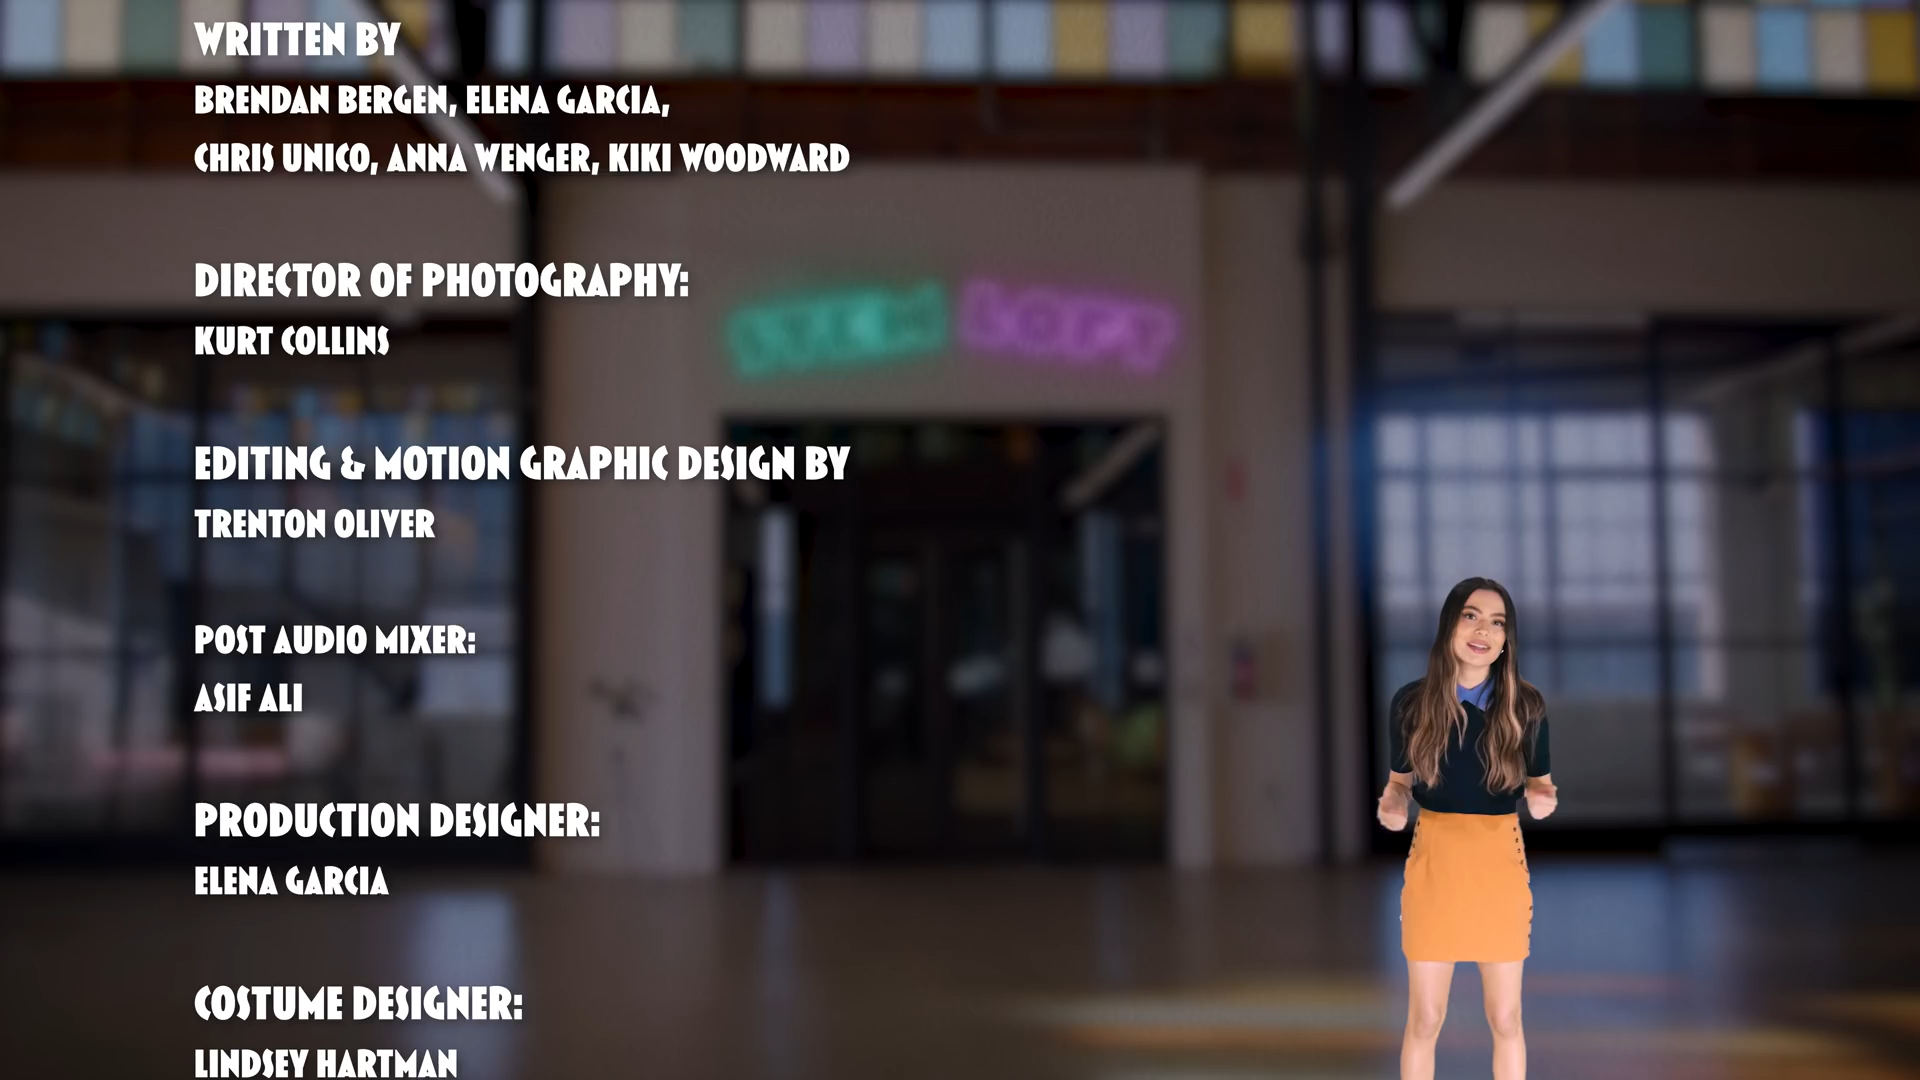 WRITTEN BY
BRENDAN BERGEN, ELENA GARCIA,
CHRIS UNICO, ANNA WENGER, KIKI WOODWARD
DIRECTOR OF PHOTOGRAPHY:
KURT COLLINS
EDITING & MOTION GRAPHIC DESIGN BY
TRENTON OLIVER
POST AUDIO MIXER:
ASIF ALI
PRODUCTION DESIGNER:
ELENA GARCIA
COSTUME DESIGNER:
LINDSEY HARTMAN